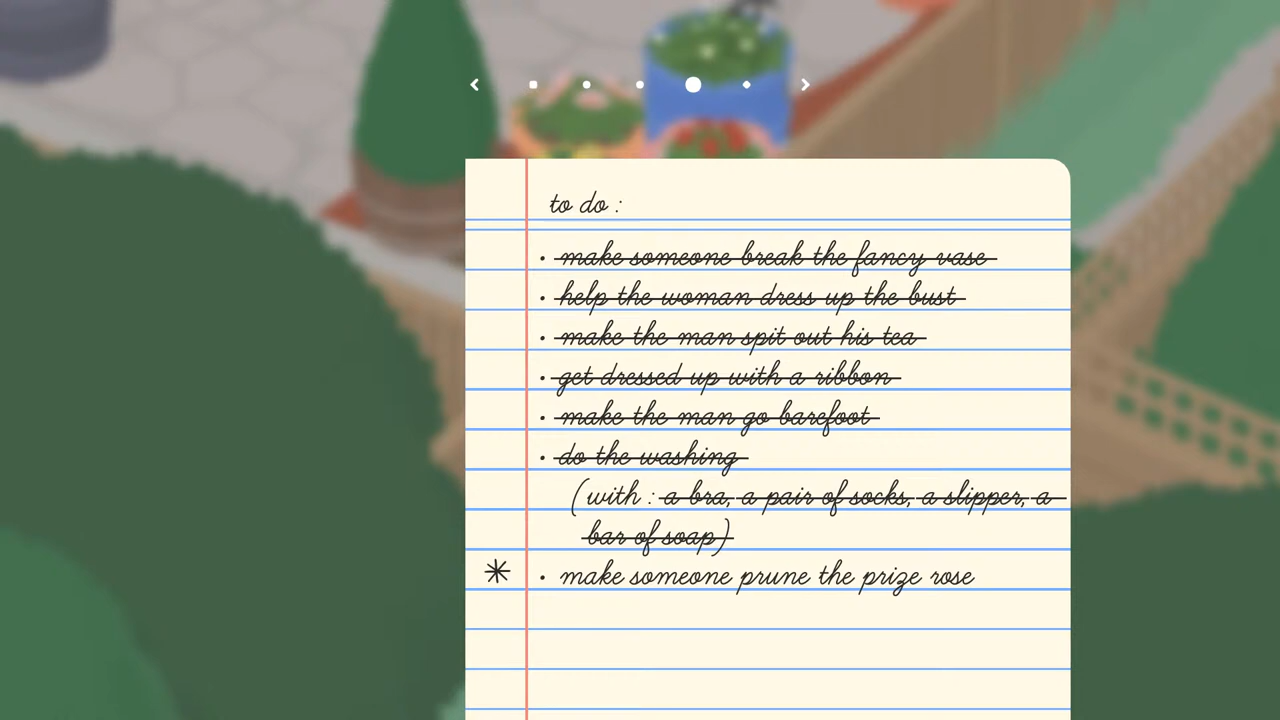 to do :
· make someone break the fancy vase
· help the woman dress up the bust
· make the man spit out his tea
· get dressed up with a ribbon
· make the man go barefoot
· do the washing
(with : a bra, a pair of socks, a slipper, a
bar of soap)
* · make someone prune the prize rose